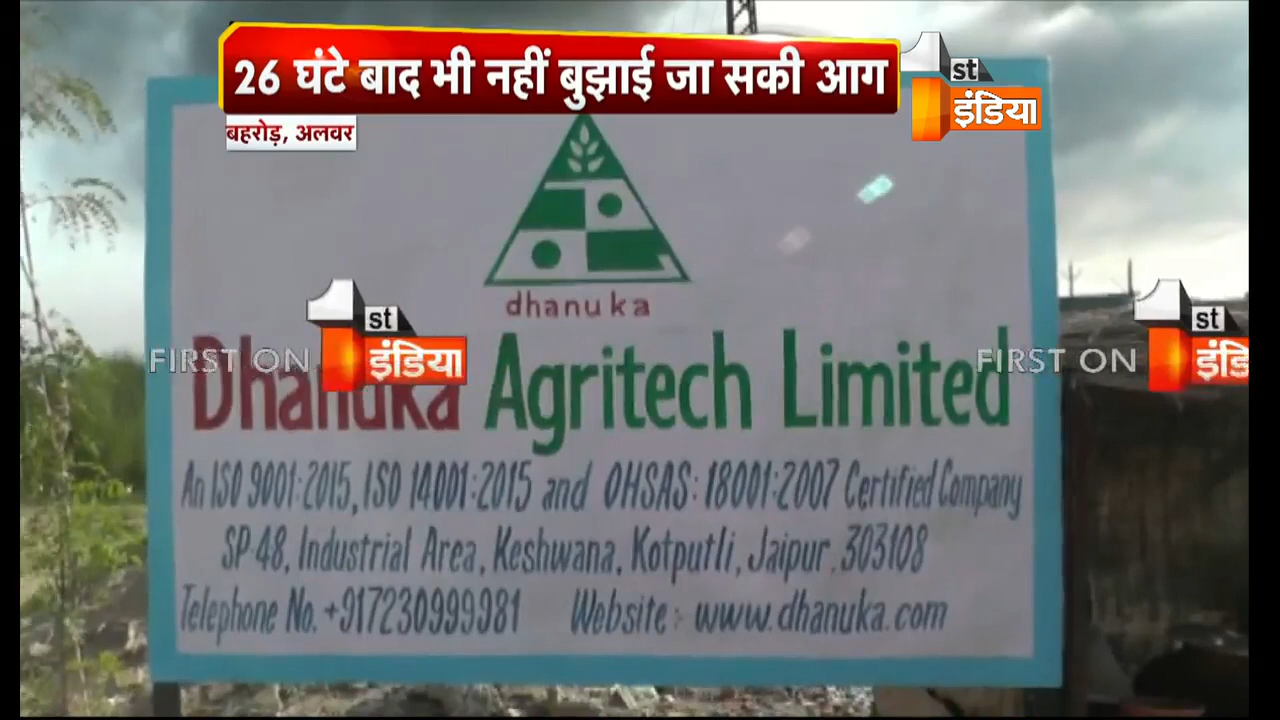 26 घंटे बाद भी नहीं बुझाई जा सकी आग
1st इंडिया
बहरोड़, अलवर
dhanuka
FIRST ON 1st इंडिया
FIRST ON 1st इंडि
Dhanuka Agritech Limited
An ISO 9001:2015, ISO 14001:2015 and OHSAS: 18001:2007 Certified Company
SP-48, Industrial Area, Keshwana, Kotputli, Jaipur, 303108
Telephone No. +917230999981 Website:- www.dhanuka.com